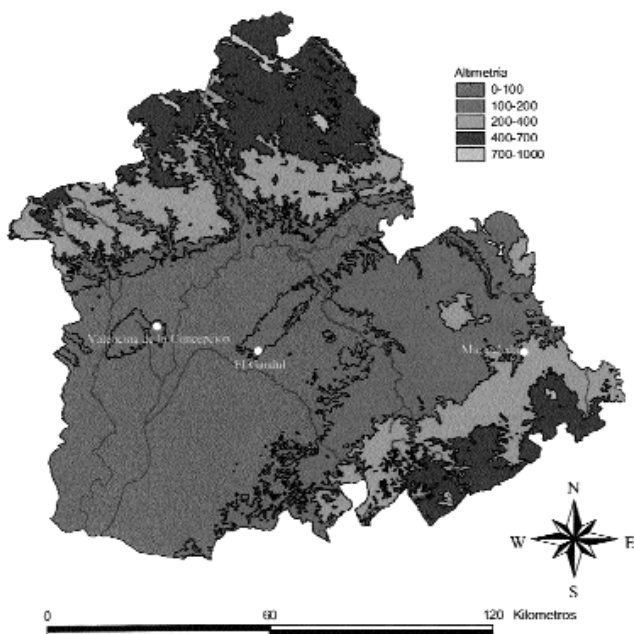 Altimetría
0-100
100-200
200-400
400-700
700-1000
Valencina de la Concepción
El Gandul
N
W E
S
0 60 120 Kilometros